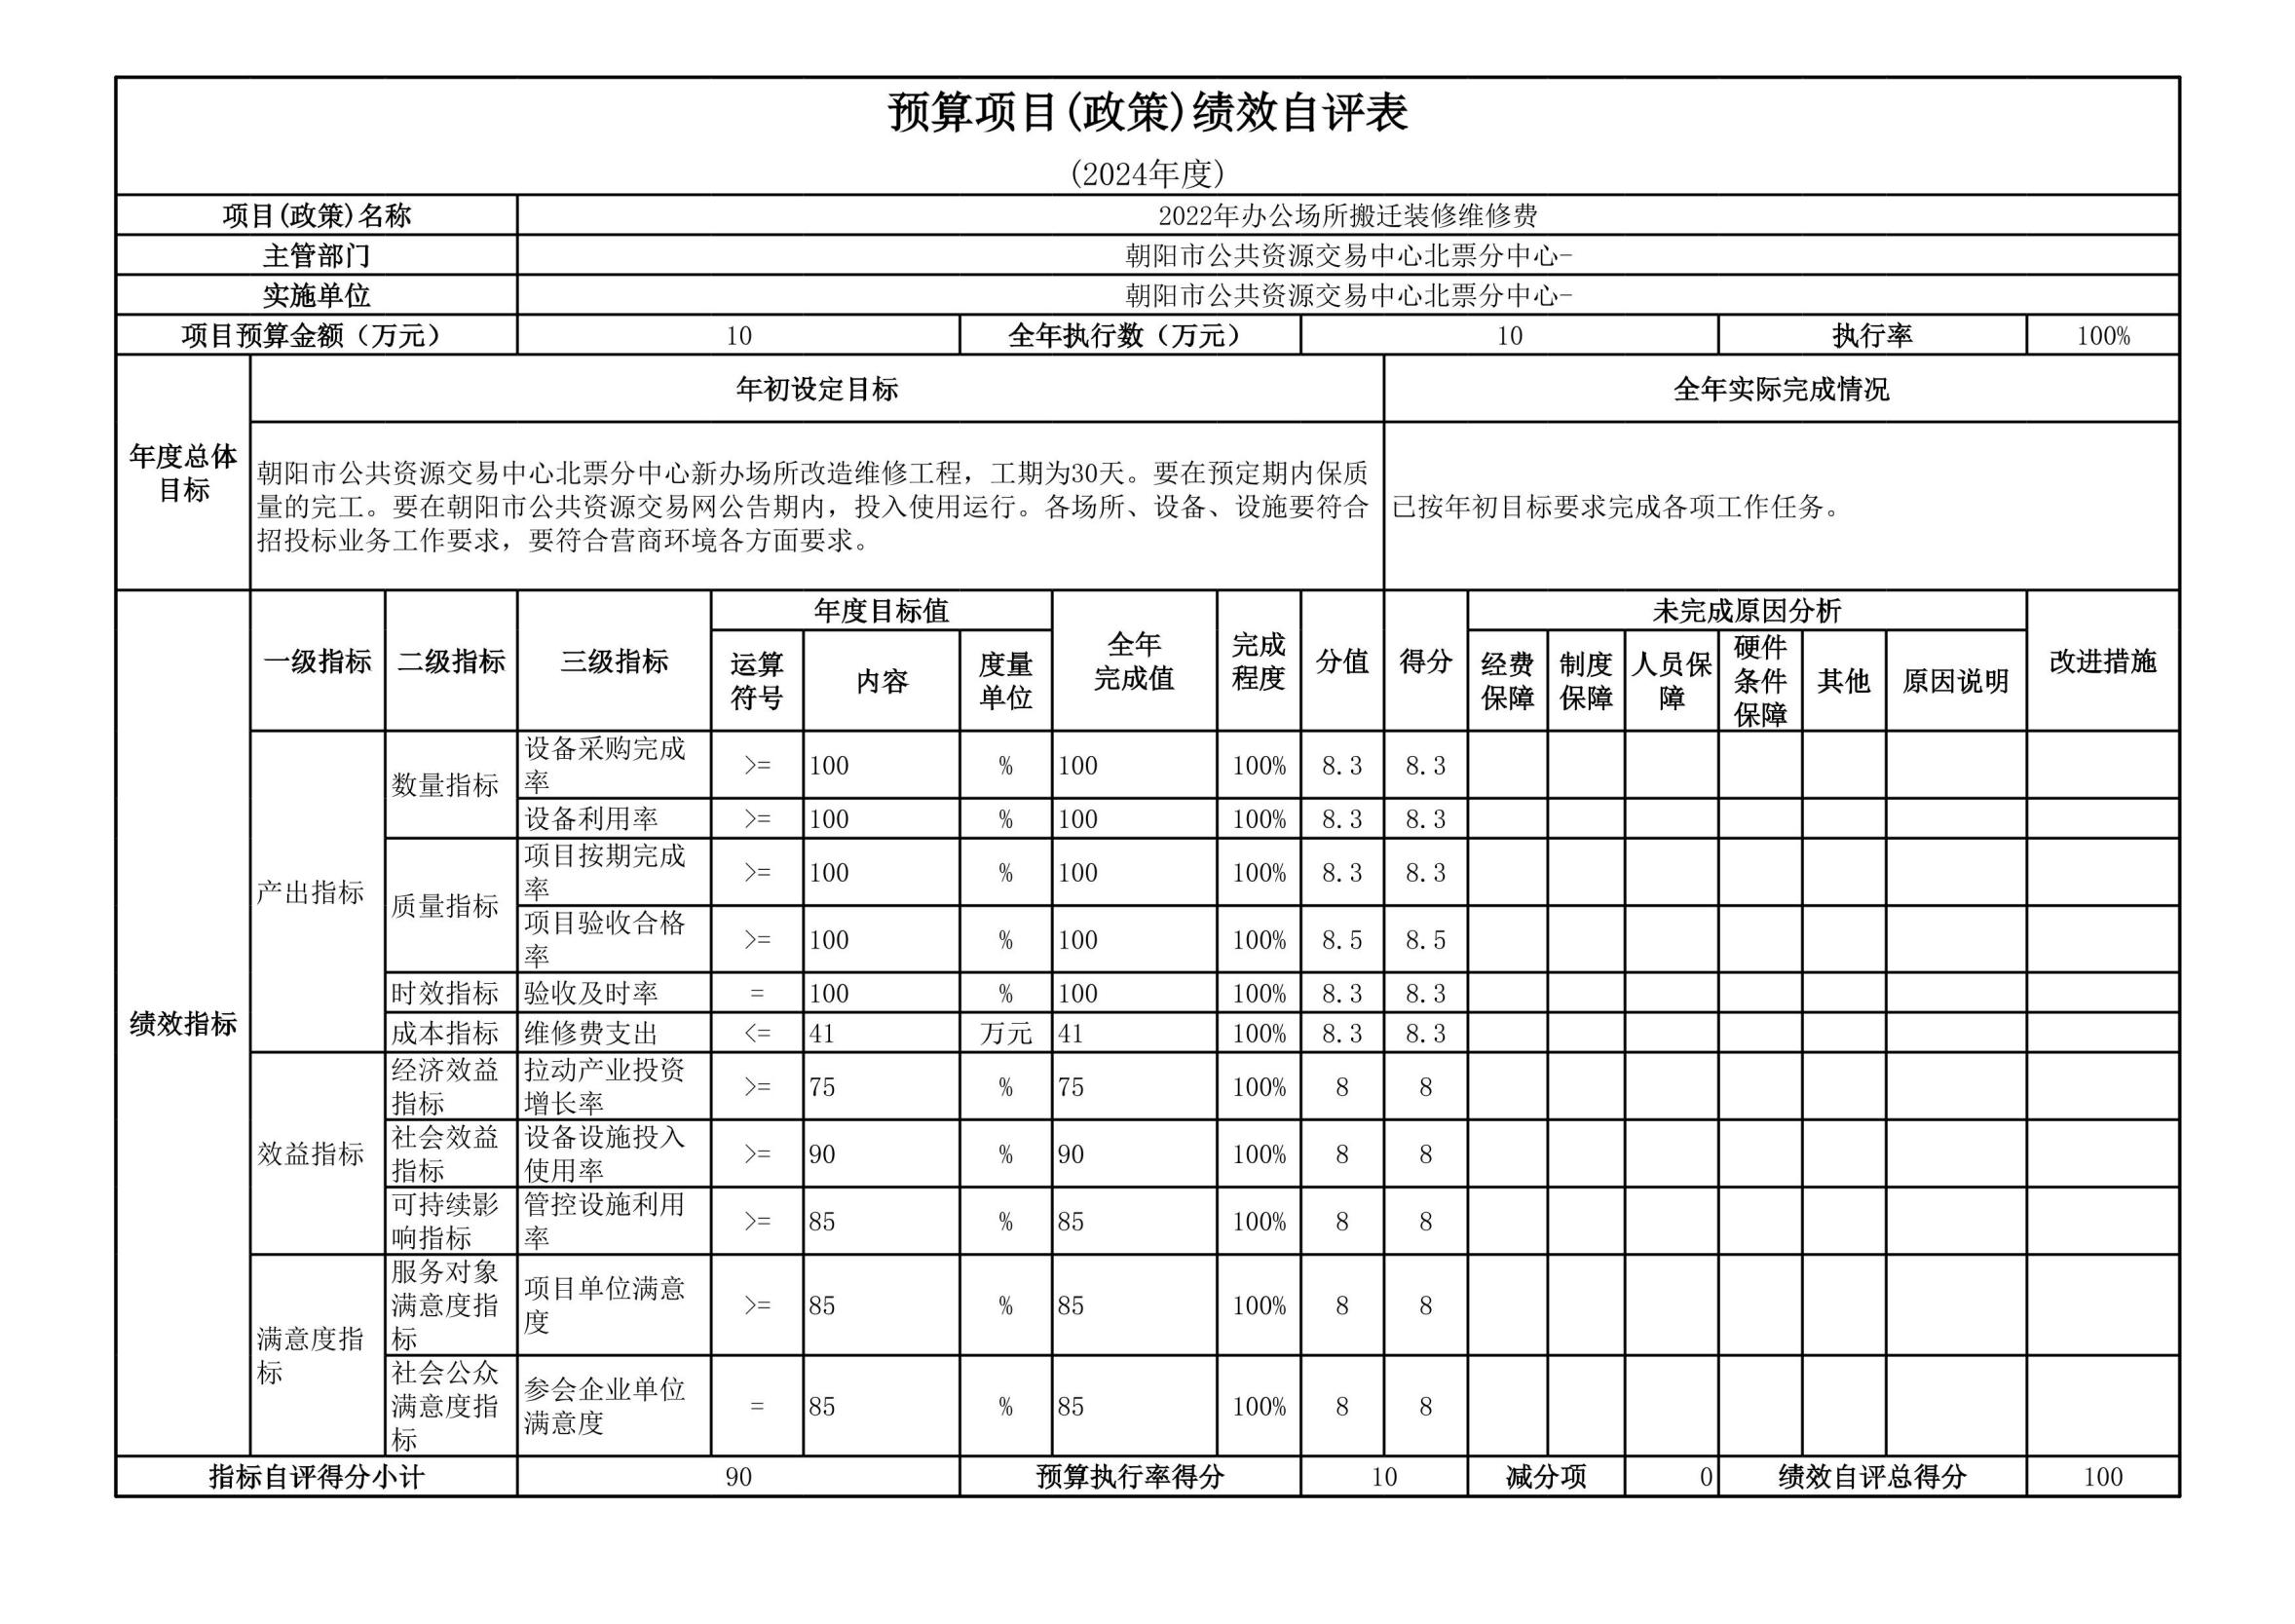 预算项目(政策)绩效自评表
(2024年度)
项目(政策)名称 2022年办公场所搬迁装修维修费
主管部门 朝阳市公共资源交易中心北票分中心-
实施单位 朝阳市公共资源交易中心北票分中心-
项目预算金额（万元） 10 全年执行数（万元） 10 执行率 100%
年度总体
目标
年初设定目标 全年实际完成情况
朝阳市公共资源交易中心北票分中心新办场所改造维修工程，工期为30天。要在预定期内保质
量的完工。要在朝阳市公共资源交易网公告期内，投入使用运行。各场所、设备、设施要符合
招投标业务工作要求，要符合营商环境各方面要求。
已按年初目标要求完成各项工作任务。
绩效指标
一级指标 二级指标 三级指标
年度目标值
运算
符号
内容
度量
单位
全年
完成值
完成
程度
分值 得分
未完成原因分析
经费
保障
制度
保障
人员保
障
硬件
条件
保障
其他 原因说明
改进措施
产出指标
数量指标
设备采购完成
率
>= 100 % 100 100% 8.3 8.3
设备利用率 >= 100 % 100 100% 8.3 8.3
质量指标
项目按期完成
率
>= 100 % 100 100% 8.3 8.3
项目验收合格
率
>= 100 % 100 100% 8.5 8.5
时效指标 验收及时率 = 100 % 100 100% 8.3 8.3
成本指标 维修费支出 <= 41 万元 41 100% 8.3 8.3
效益指标
经济效益
指标
拉动产业投资
增长率
>= 75 % 75 100% 8 8
社会效益
指标
设备设施投入
使用率
>= 90 % 90 100% 8 8
可持续影
响指标
管控设施利用
率
>= 85 % 85 100% 8 8
满意度指
标
服务对象
满意度指
标
项目单位满意
度
>= 85 % 85 100% 8 8
社会公众
满意度指
标
参会企业单位
满意度
= 85 % 85 100% 8 8
指标自评得分小计 90 预算执行率得分 10 减分项 0 绩效自评总得分 100